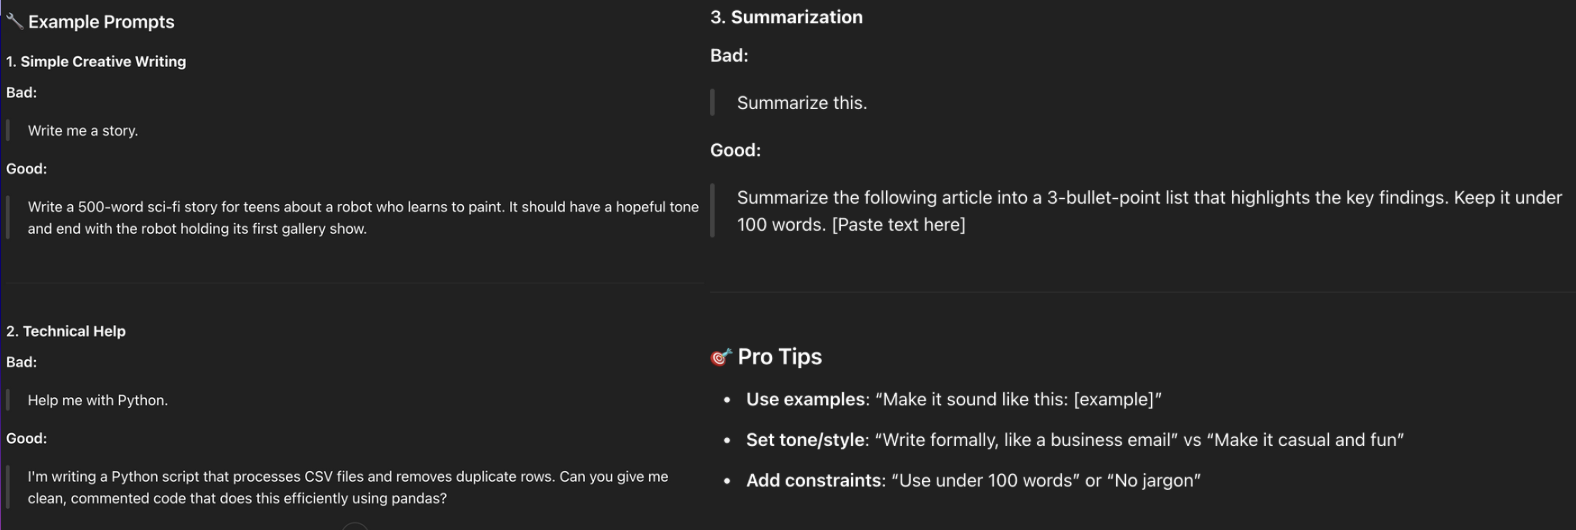 🔧 Example Prompts
1. Simple Creative Writing
Bad:
Write me a story.
Good:
Write a 500-word sci-fi story for teens about a robot who learns to paint. It should have a hopeful tone
and end with the robot holding its first gallery show.
2. Technical Help
Bad:
Help me with Python.
Good:
I'm writing a Python script that processes CSV files and removes duplicate rows. Can you give me
clean, commented code that does this efficiently using pandas?
3. Summarization
Bad:
Summarize this.
Good:
Summarize the following article into a 3-bullet-point list that highlights the key findings. Keep it under
100 words. [Paste text here]
🎯 Pro Tips
• Use examples: “Make it sound like this: [example]”
• Set tone/style: “Write formally, like a business email” vs “Make it casual and fun”
• Add constraints: “Use under 100 words” or “No jargon”